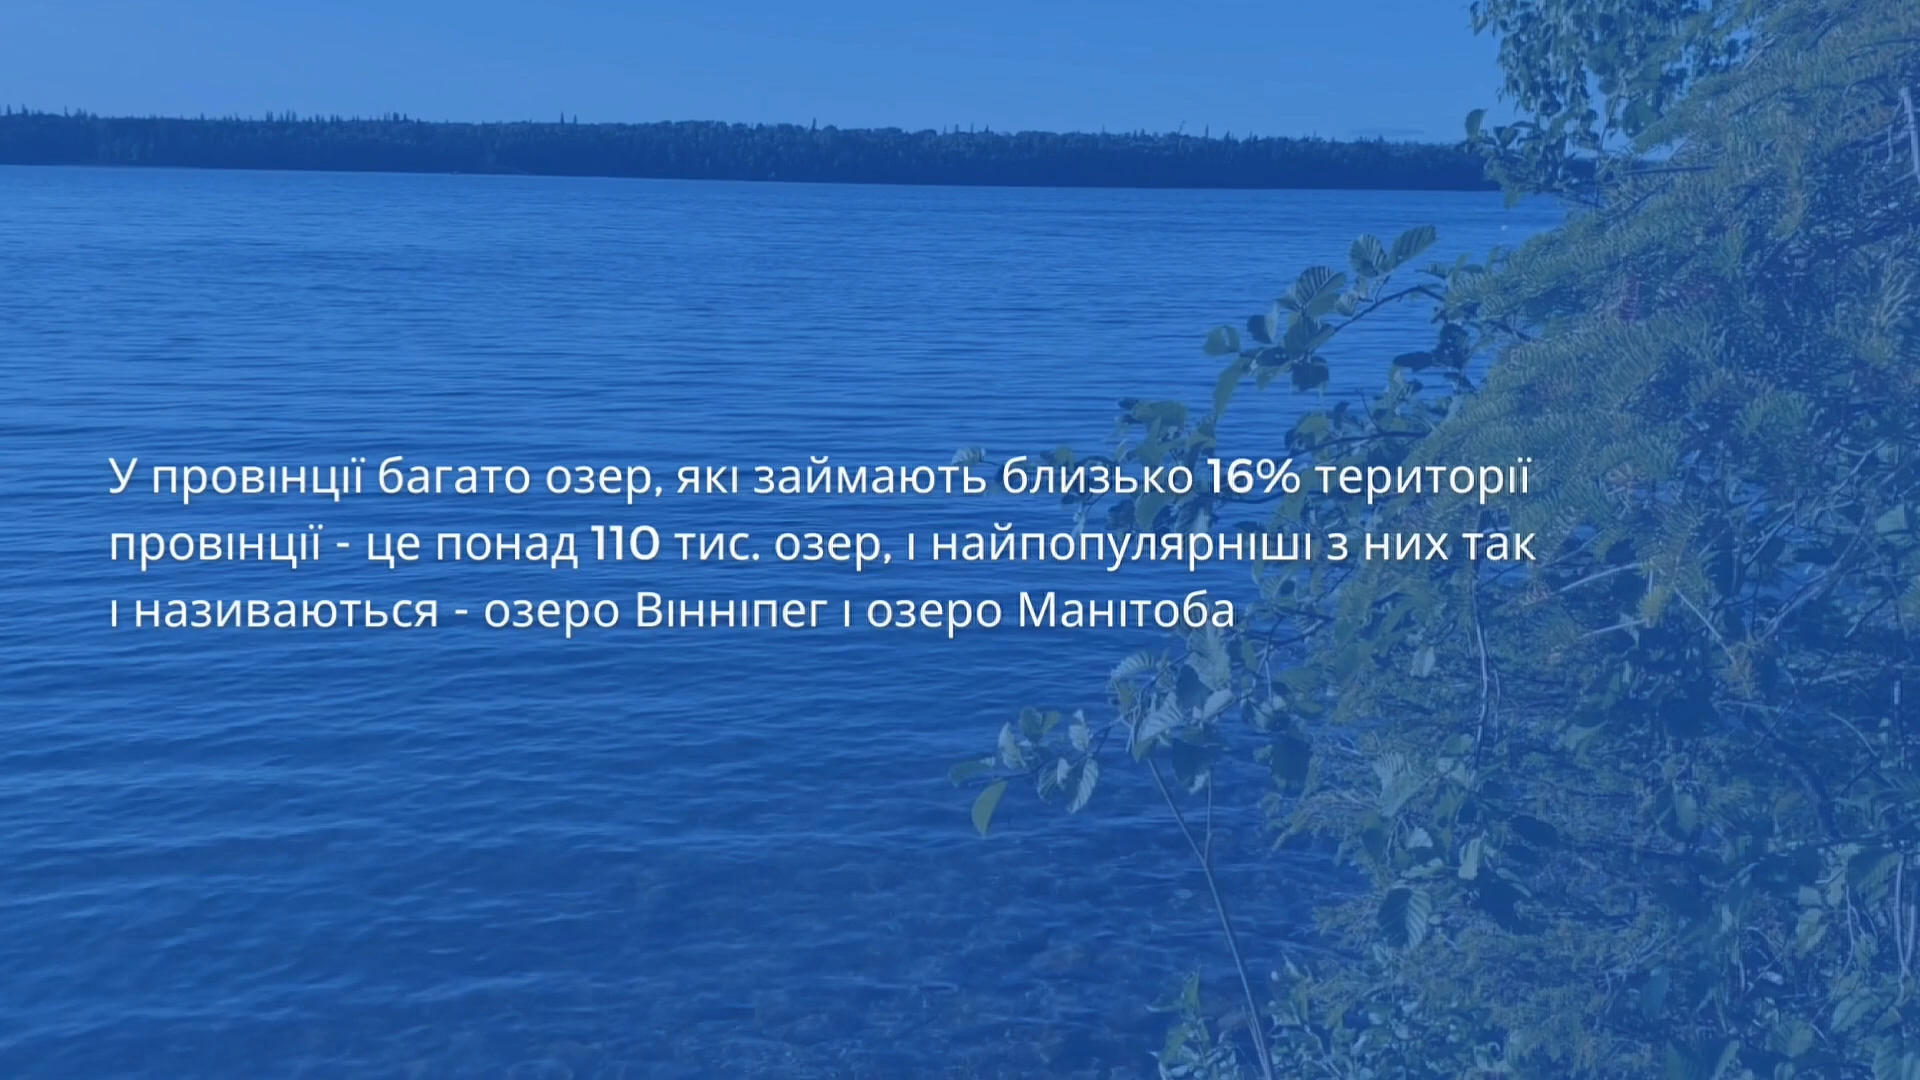 У провінції багато озер, які займають близько 16% території
провінції - це понад 110 тис. озер, і найпопулярніші з них так
і називаються - озеро Вінніпег і озеро Манітоба